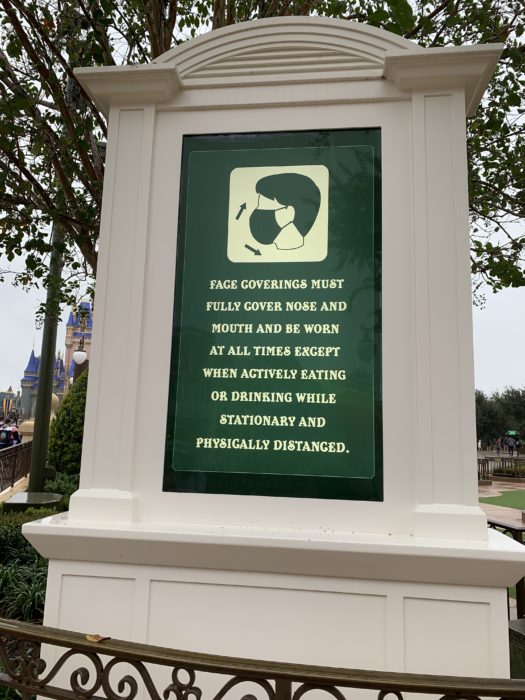 FACE COVERINGS MUST
FULLY COVER NOSE AND
MOUTH AND BE WORN
AT ALL TIMES EXCEPT
WHEN ACTIVELY EATING
OR DRINKING WHILE
STATIONARY AND
PHYSICALLY DISTANCED.